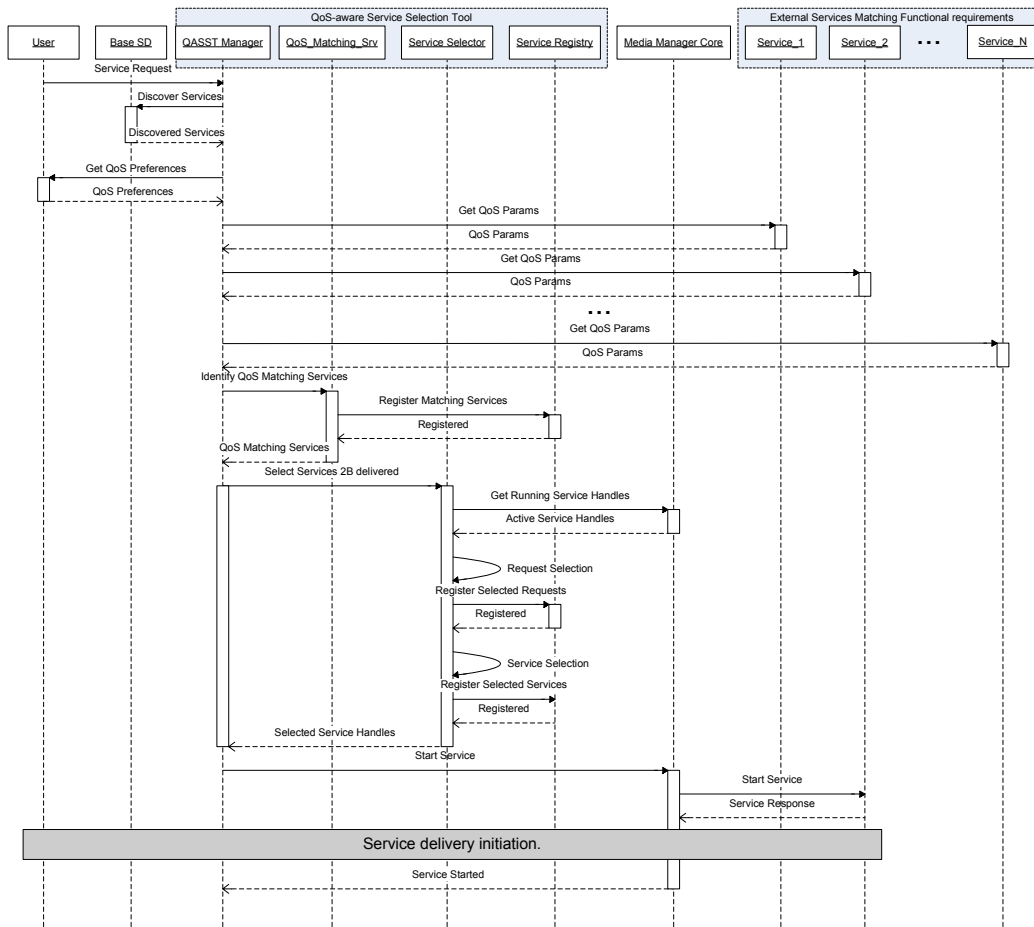 QoS-aware Service Selection Tool
External Services Matching Functional requirements
User
Base SD
QASST Manager
QoS_Matching_Srv
Service Selector
Service Registry
Media Manager Core
Service_1
Service_2
...
Service_N
Service Request
Discover Services
Discovered Services
Get QoS Preferences
QoS Preferences
Get QoS Params
QoS Params
Get QoS Params
QoS Params
...
Get QoS Params
QoS Params
Identify QoS Matching Services
Register Matching Services
Registered
QoS Matching Services
Select Services 2B delivered
Get Running Service Handles
Active Service Handles
Request Selection
Register Selected Requests
Registered
Service Selection
Register Selected Services
Registered
Selected Service Handles
Start Service
Start Service
Service Response
Service delivery initiation.
Service Started